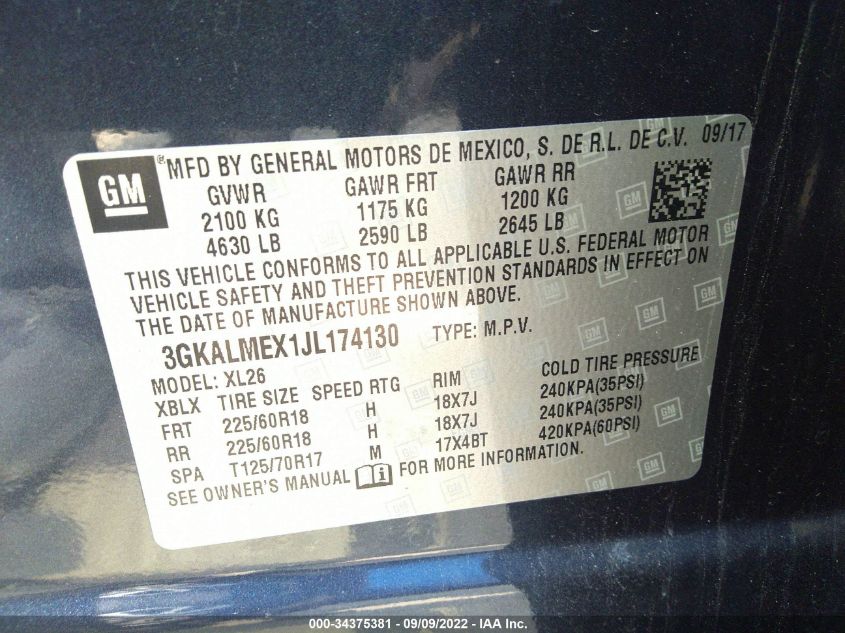 GM ® MFD BY GENERAL MOTORS DE MEXICO, S. DE R.L. DE C.V. 09/17
GVWR GAWR FRT GAWR RR
2100 KG 1175 KG 1200 KG
4630 LB 2590 LB 2645 LB
THIS VEHICLE CONFORMS TO ALL APPLICABLE U.S. FEDERAL MOTOR
VEHICLE SAFETY AND THEFT PREVENTION STANDARDS IN EFFECT ON
THE DATE OF MANUFACTURE SHOWN ABOVE.
3GKALMEX1JL174130 TYPE: M.P.V.
MODEL: XL26
XBLX TIRE SIZE SPEED RTG RIM COLD TIRE PRESSURE
FRT 225/60R18 H 18X7J 240KPA(35PSI)
RR 225/60R18 H 18X7J 240KPA(35PSI)
SPA T125/70R17 M 17X4BT 420KPA(60PSI)
SEE OWNER'S MANUAL i FOR MORE INFORMATION.
000-34375381 - 09/09/2022 - IAA Inc.